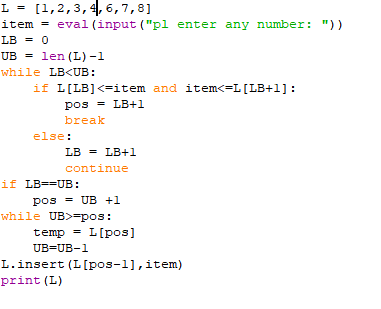 L = [1,2,3,4,6,7,8]
item = eval(input("pl enter any number: "))
LB = 0
UB = len(L)-1
while LB<UB:
    if L[LB]<=item and item<=L[LB+1]:
        pos = LB+1
        break
    else:
        LB = LB+1
        continue
if LB==UB:
    pos = UB +1
while UB>=pos:
    temp = L[pos]
    UB=UB-1
L.insert(L[pos-1],item)
print(L)